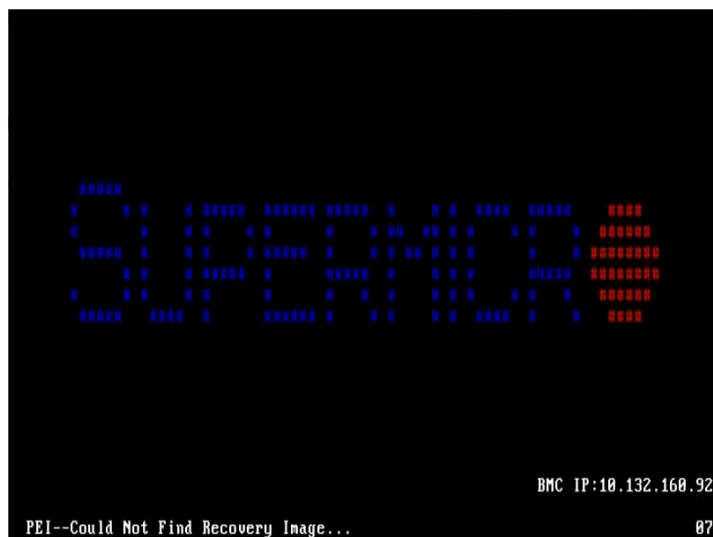 SUPERMICR
BMC IP:10.132.160.92
PEI--Could Not Find Recovery Image...
07